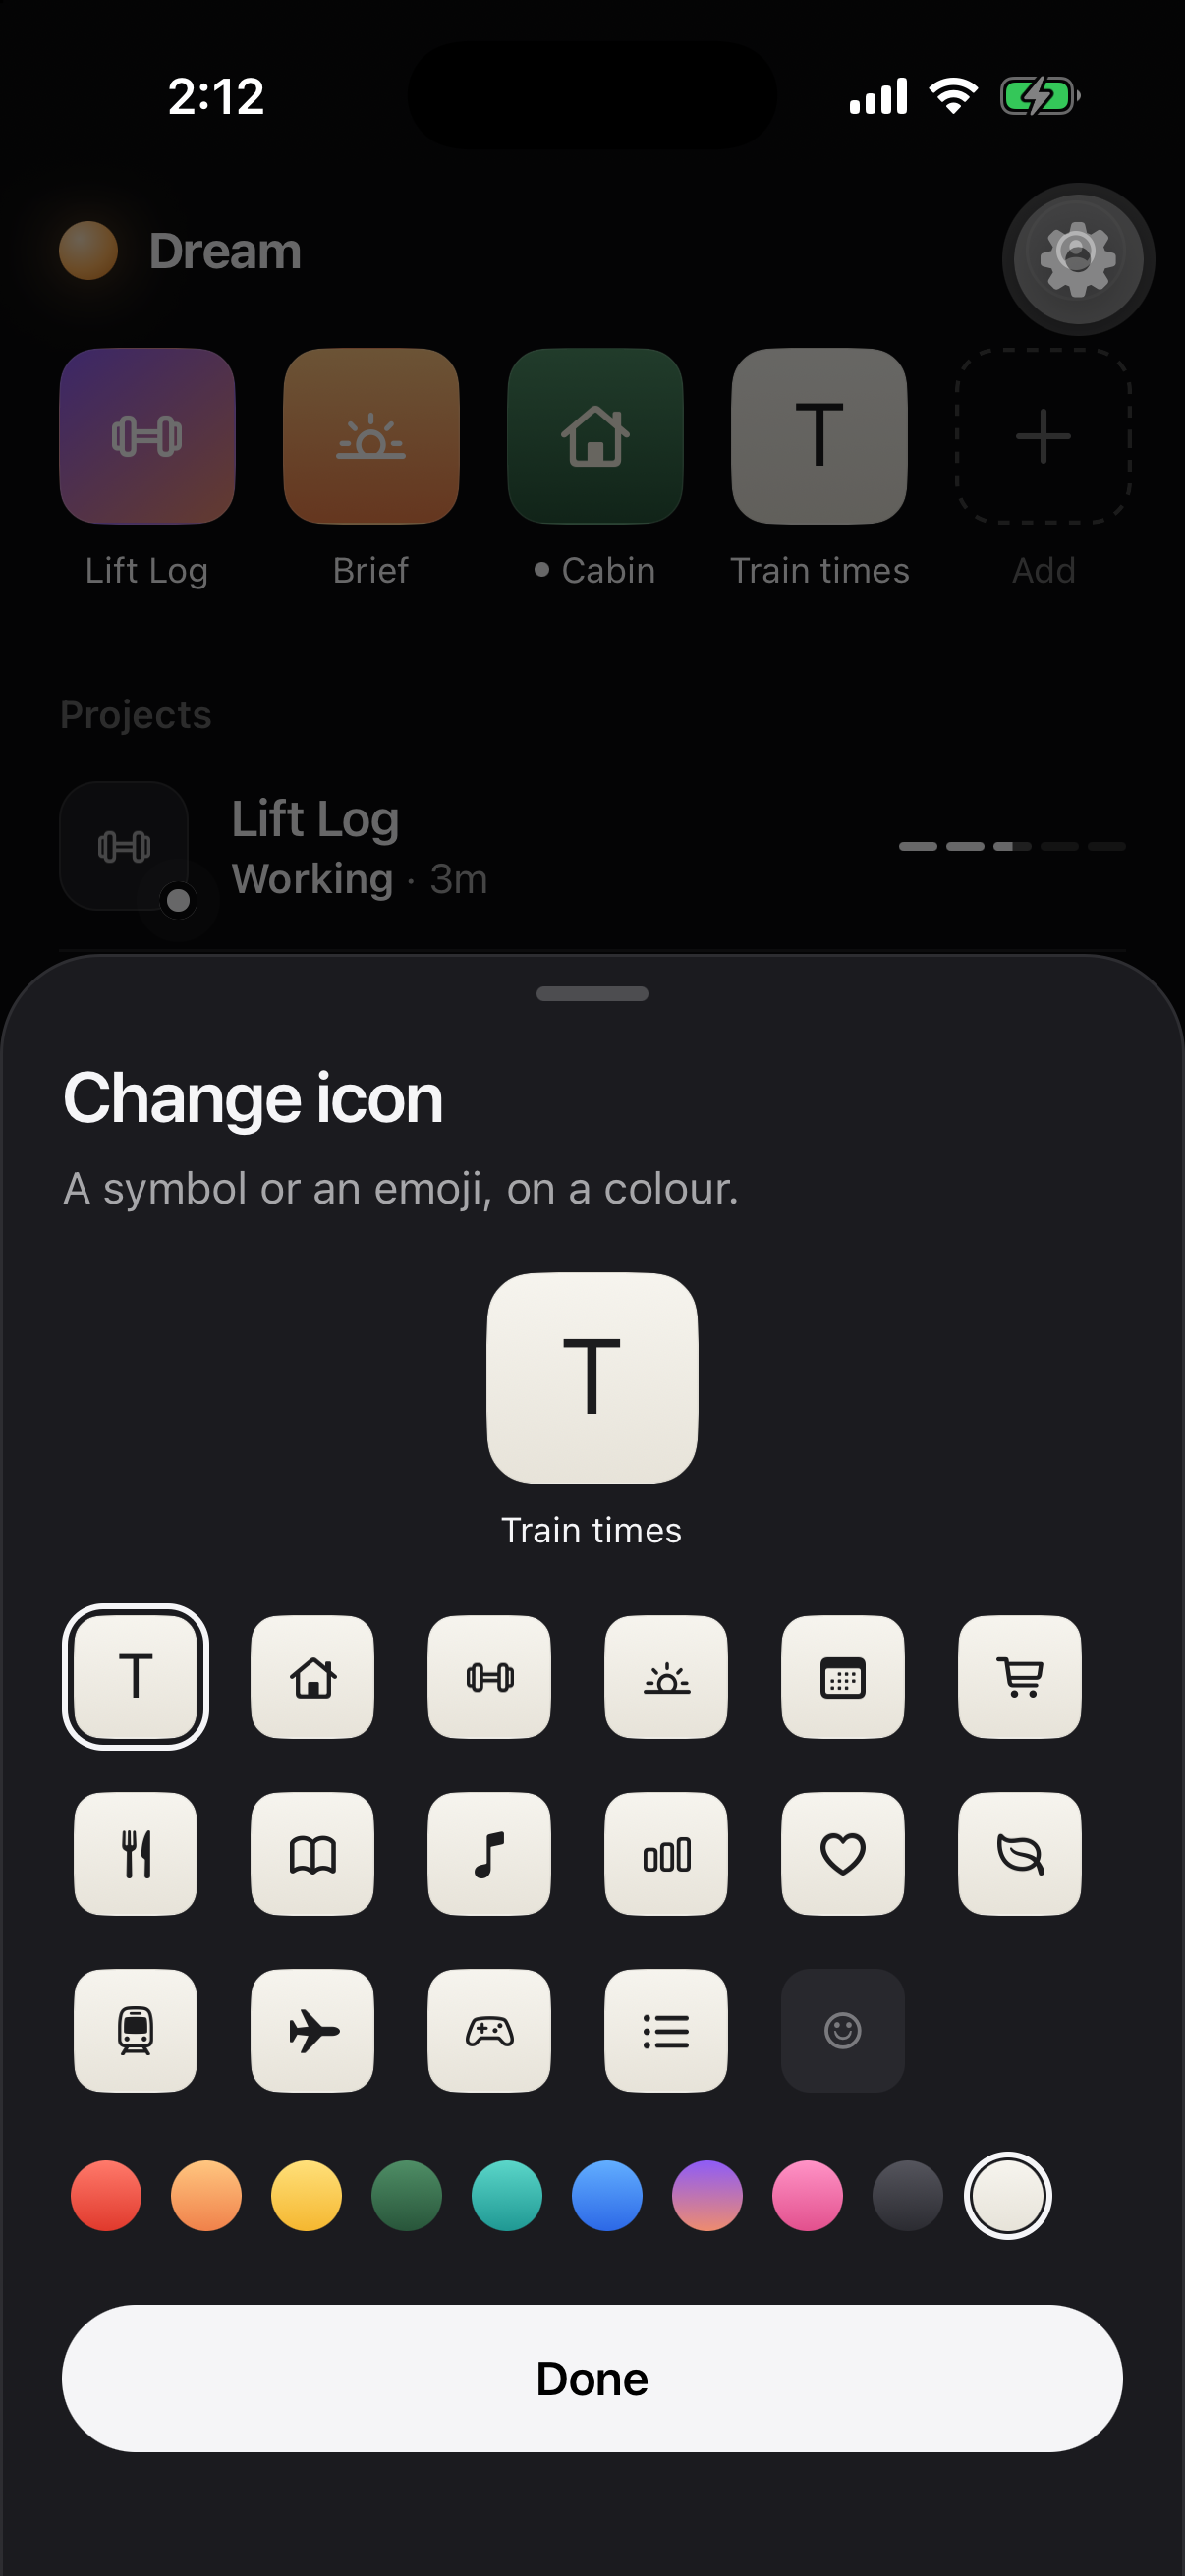 2:12
Dream
T
Lift Log
Brief
Cabin
Train times
Add
Projects
Lift Log
Working · 3m
Change icon
A symbol or an emoji, on a colour.
T
Train times
T
Done